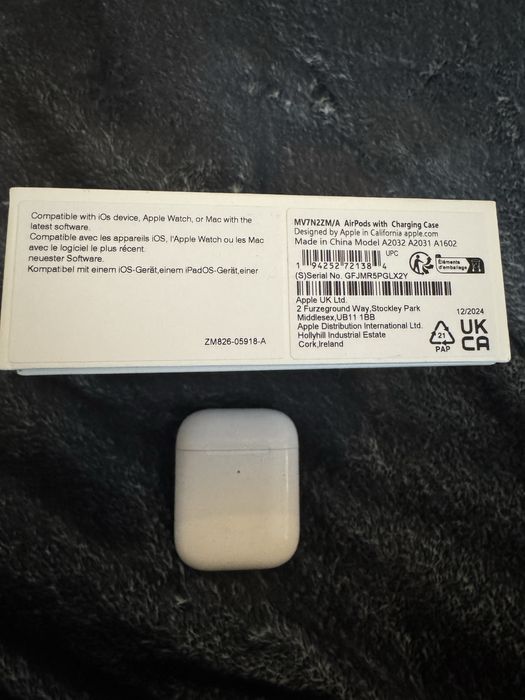 Compatible with iOs device, Apple Watch, or Mac with the
latest software.
Compatible avec les appareils iOS, l'Apple Watch ou les Mac
avec le logiciel le plus récent.
neuester Software.
Kompatibel mit einem iOS-Gerät,einem iPadOS-Gerät,einer
ZM826-05918-A
MV7N2ZM/A AirPods with Charging Case
Designed by Apple in California apple.com
Made in China Model A2032 A2031 A1602
UPC
1 94252 72138 4
(S)Serial No. GFJMR5PGLX2Y
Éléments
d'emballage
Apple UK Ltd.
2 Furzeground Way,Stockley Park
Middlesex,UB11 1BB
Apple Distribution International Ltd.
Hollyhill Industrial Estate
Cork,Ireland
12/2024
21
PAP
UK
CA